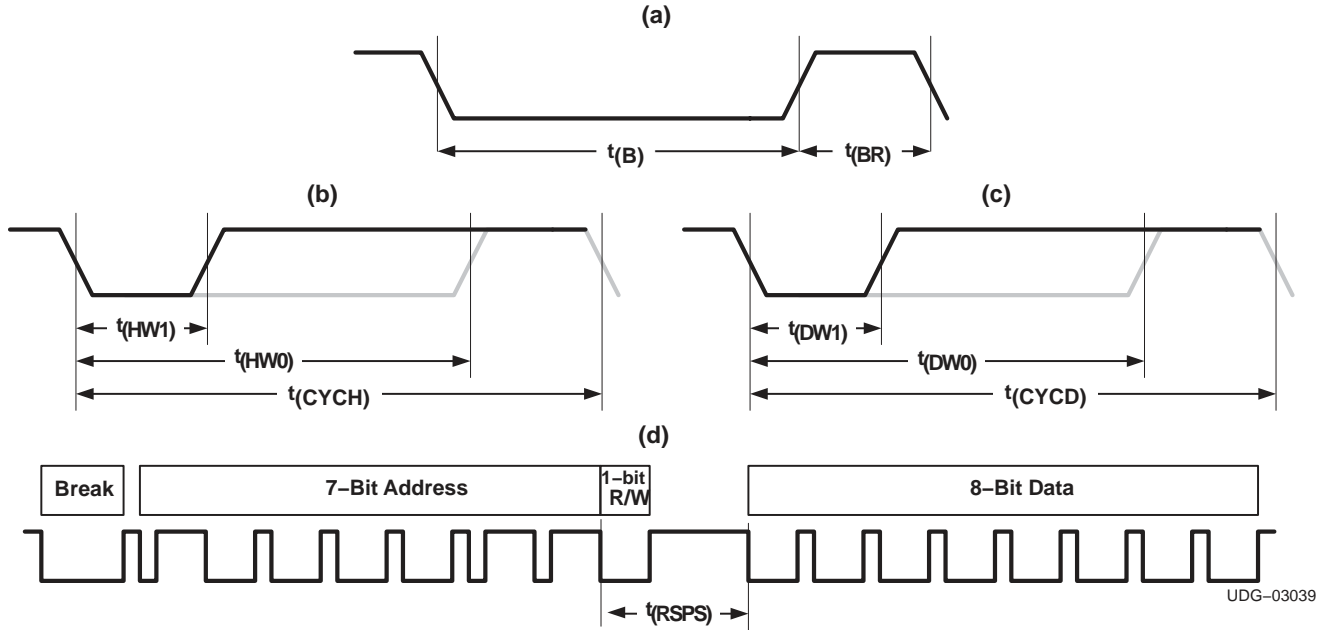 (a)
t(B)
t(BR)
(b)
(c)
t(HW1)
t(DW1)
t(HW0)
t(DW0)
t(CYCH)
t(CYCD)
(d)
Break
7–Bit Address
1–bit
R/W
8–Bit Data
t(RSPS)
UDG–03039